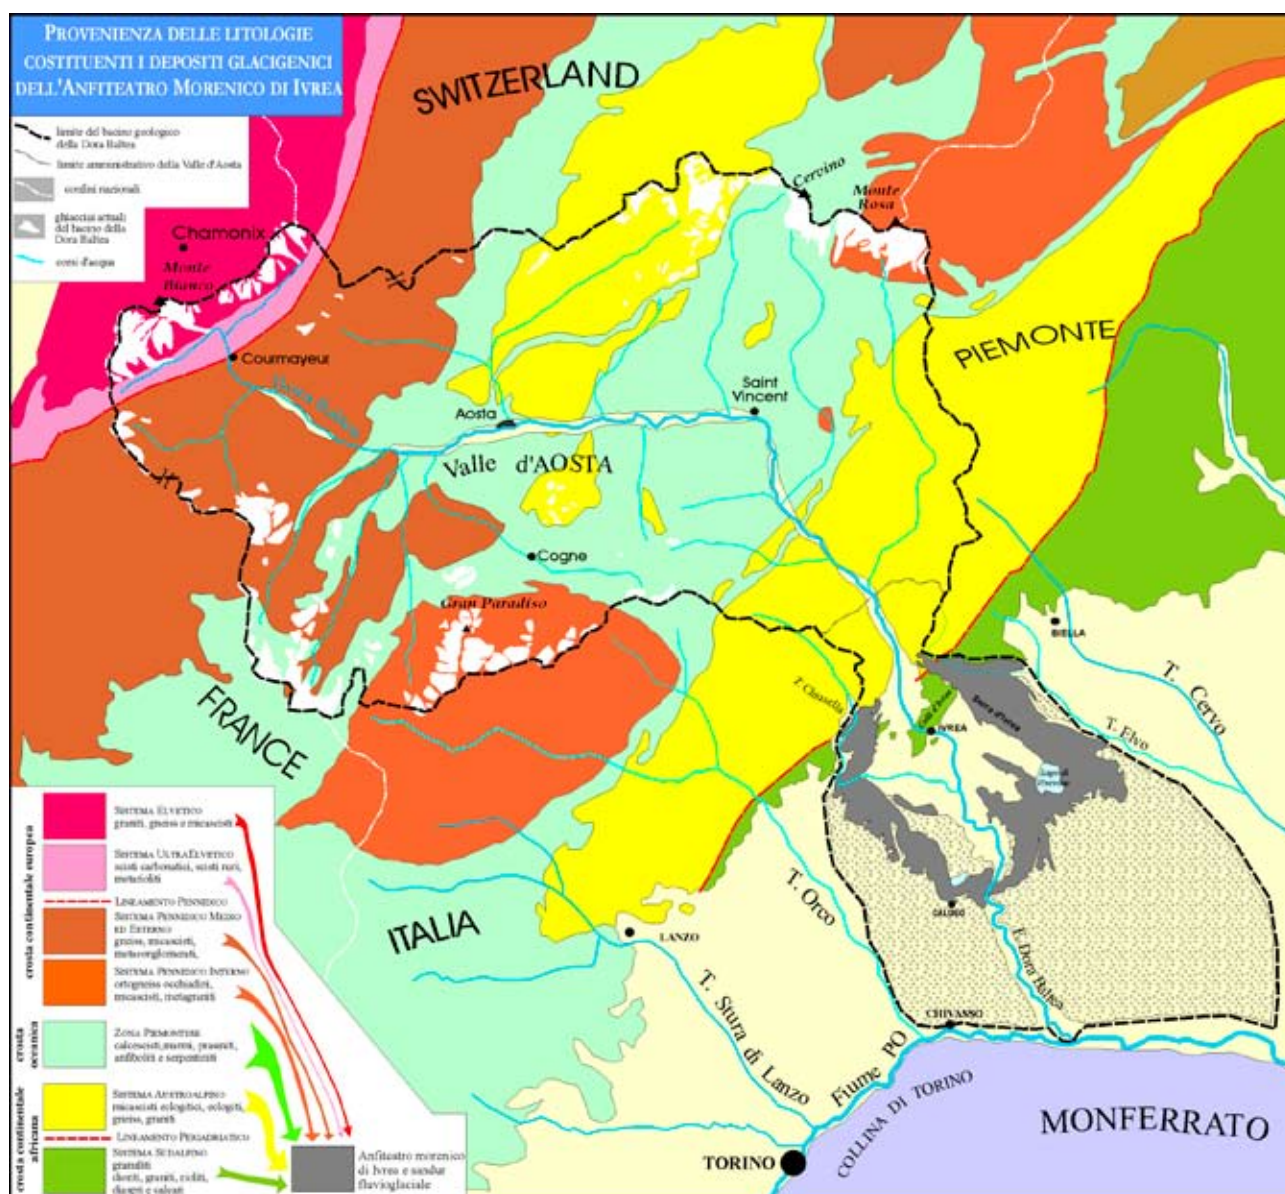 PROVENIENZA DELLE LITOLOGIE
COSTITUENTI I DEPOSITI GLACIGENICI
DELL'ANFITEATRO MORENICO DI IVREA
limite del bacino geologico
della Dora Baltea
limite amministrativo della Valle d'Aosta
confini nazionali
ghiacciai attuali
del bacino della
Dora Baltea
corsi d'acqua
SWITZERLAND
Cervino
Monte
Rosa
Chamonix
Monte
Bianco
PIEMONTE
Courmayeur
Dora Baltea
Saint
Vincent
Aosta
Valle d'AOSTA
Cogne
Gran Paradiso
BIELLA
FRANCE
T. Chiusella
Serra d'Ivrea
IVREA
T. Cervo
T. Elvo
ITALIA
LANZO
T. Orco
CALUSO
F. Dora Baltea
T. Stura di Lanzo
CHIVASSO
Fiume PO
COLLINA DI TORINO
MONFERRATO
TORINO
crosta continentale europea
SISTEMA ELVETICO
graniti, gneiss e micascisti
SISTEMA ULTRAELVETICO
scisti carbonatici, scisti neri,
metarioliti
LINEAMENTO PENNIDICO
SISTEMA PENNIDICO MEDIO
ED ESTERNO
gneiss, micascisti,
metaconglomerati,
SISTEMA PENNIDICO INTERNO
ortogneiss occhiadini,
micascisti, metagraniti
crosta
oceanica
ZONA PIEMONTESE
calcescisti, marmi, prasiniti,
anfiboliti e serpentiniti
crosta continentale
africana
SISTEMA AUSTROALPINO
micascisti eclogitici, eclogiti,
gneiss, graniti
LINEAMENTO PERIADRIATICO
SISTEMA SUDALPINO
granuliti
dioriti, graniti, rioliti,
diaspri e calcari
Anfiteatro morenico
di Ivrea e sandur
fluvioglaciale